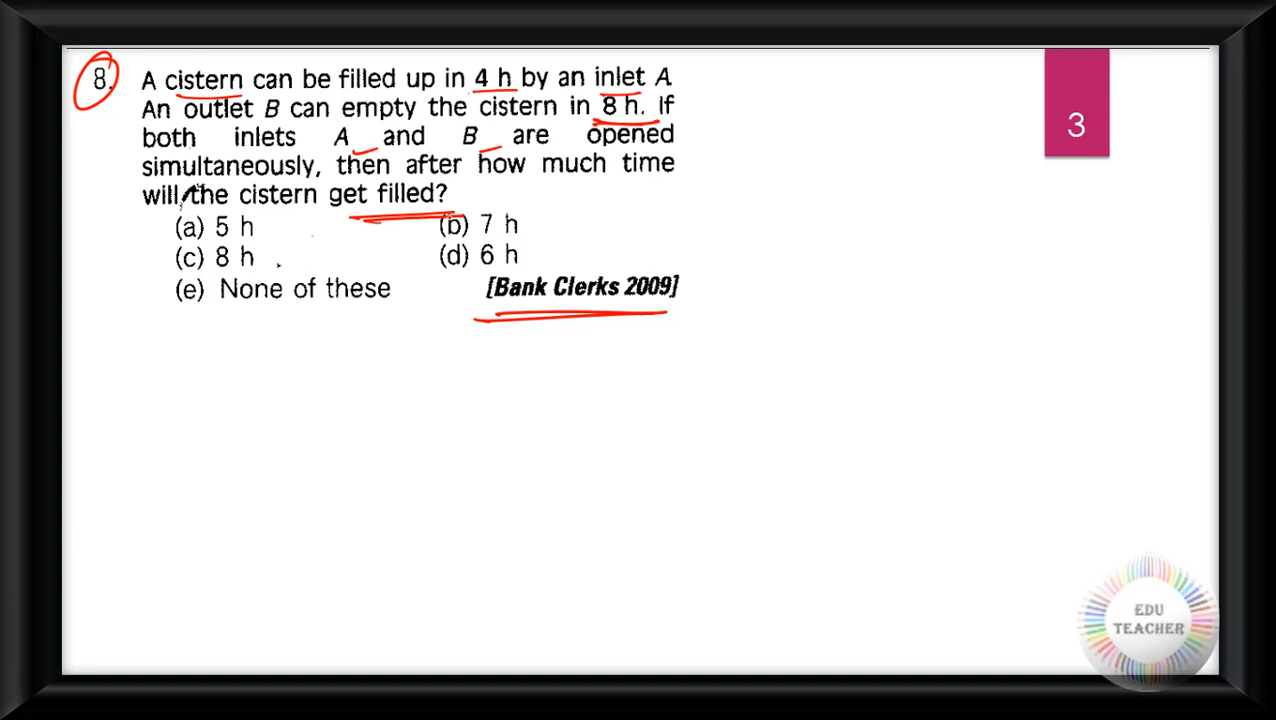 8. A cistern can be filled up in 4 h by an inlet A
An outlet B can empty the cistern in 8 h. If
both inlets A and B are opened
simultaneously, then after how much time
will the cistern get filled?
(a) 5 h (b) 7 h
(c) 8 h (d) 6 h
(e) None of these [Bank Clerks 2009]
3
EDU
TEACHER